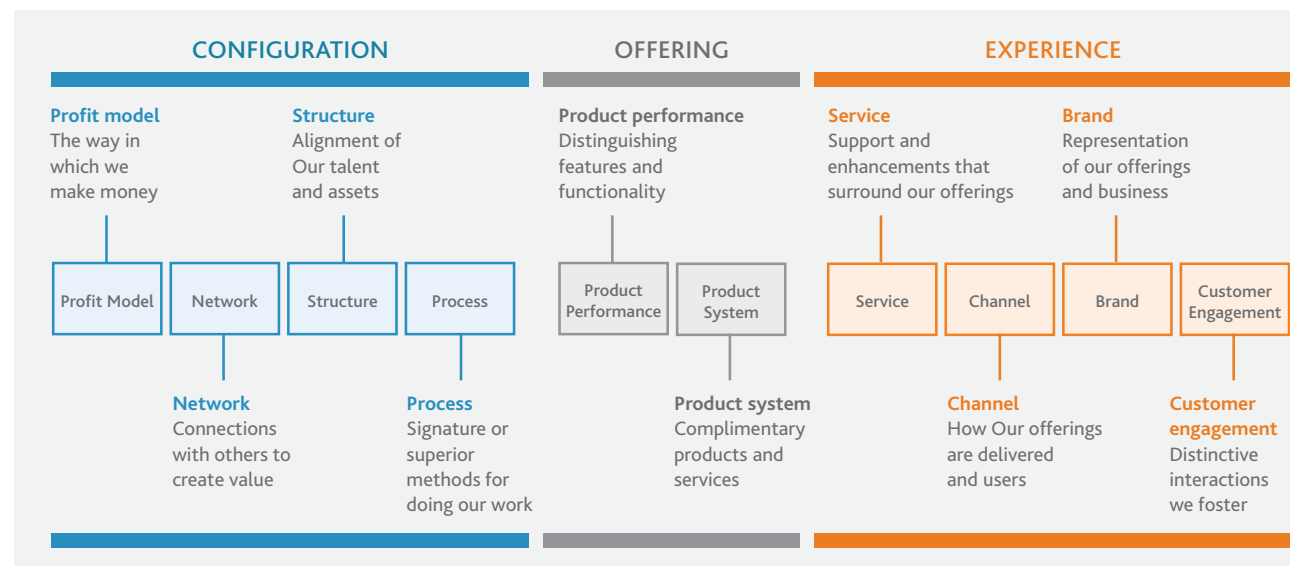 CONFIGURATION
OFFERING
EXPERIENCE
Profit model
The way in
which we
make money
Structure
Alignment of
Our talent
and assets
Product performance
Distinguishing
features and
functionality
Service
Support and
enhancements that
surround our offerings
Brand
Representation
of our offerings
and business
Profit Model
Network
Structure
Process
Product
Performance
Product
System
Service
Channel
Brand
Customer
Engagement
Network
Connections
with others to
create value
Process
Signature or
superior
methods for
doing our work
Product system
Complimentary
products and
services
Channel
How Our offerings
are delivered
and users
Customer
engagement
Distinctive
interactions
we foster